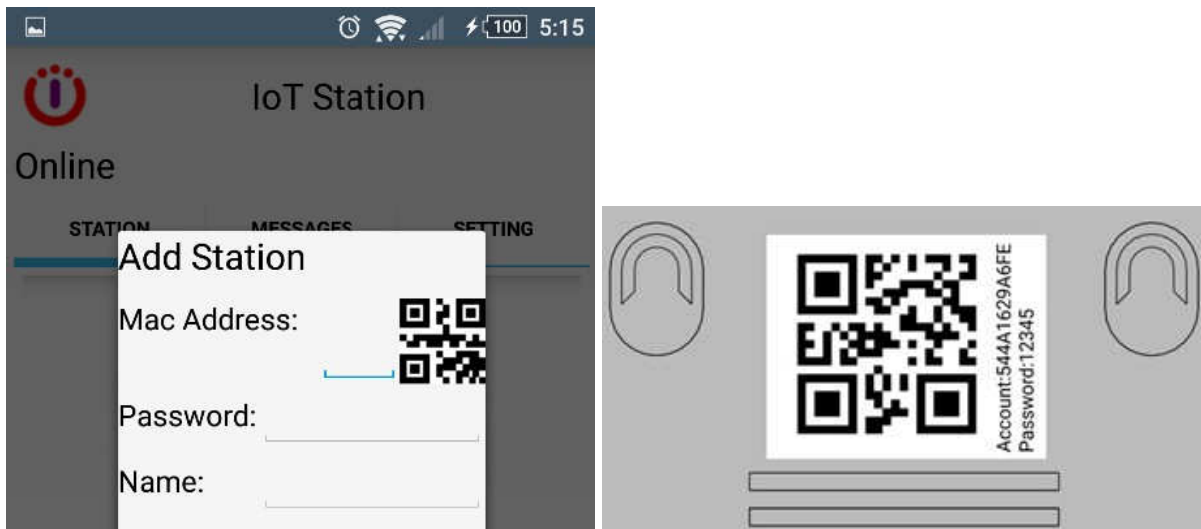 100 5:15
IoT Station
Online
STATION MESSAGES SETTING
Add Station
Mac Address:
Password:
Name:
Account:544A1629A6FE
Password:12345